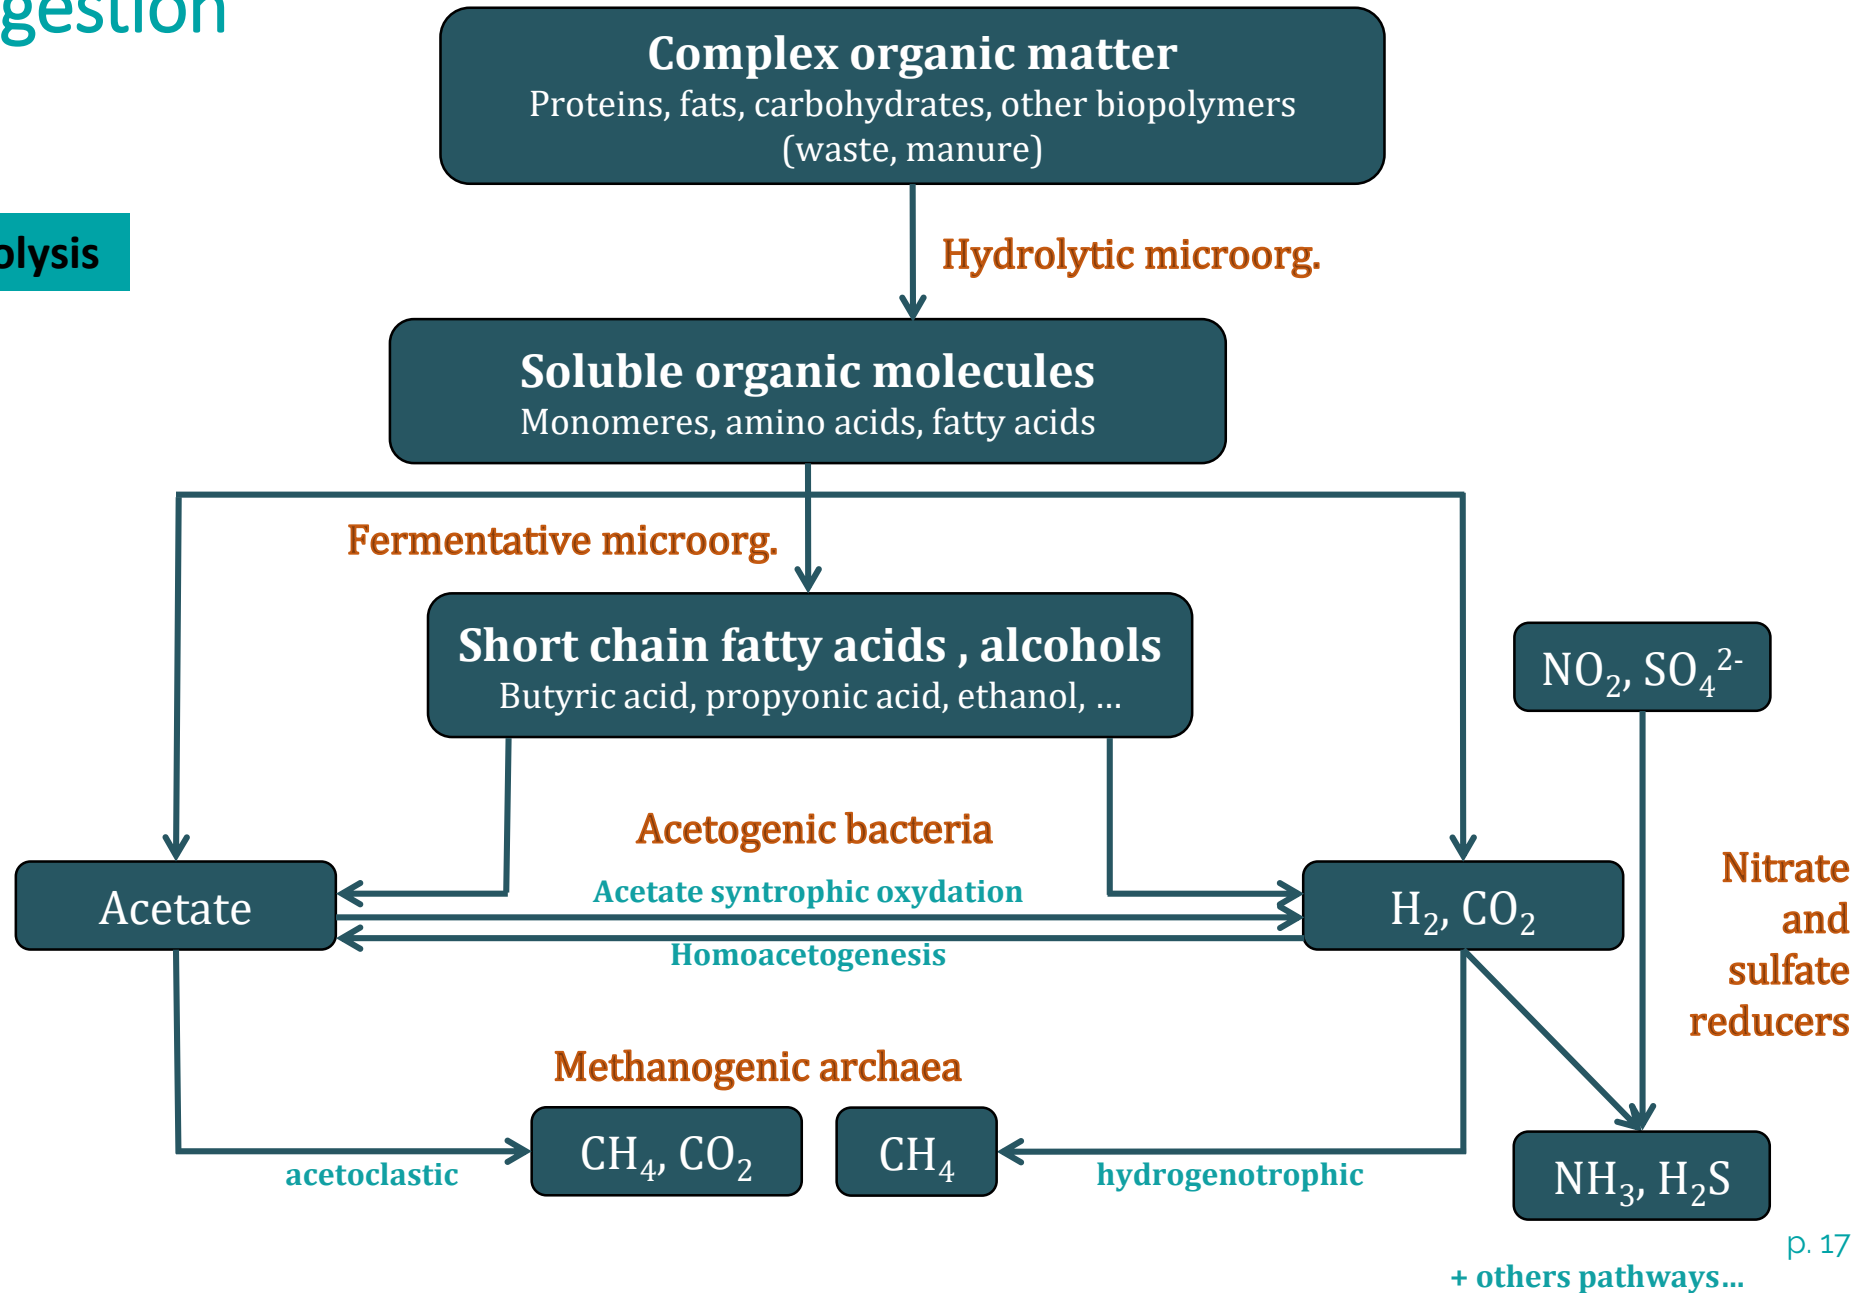 gestion
Complex organic matter
Proteins, fats, carbohydrates, other biopolymers
(waste, manure)
olysis
Hydrolytic microorg.
Soluble organic molecules
Monomeres, amino acids, fatty acids
Fermentative microorg.
Short chain fatty acids , alcohols
Butyric acid, propyonic acid, ethanol, ...
NO₂, SO₄²⁻
Acetogenic bacteria
Nitrate
and
sulfate
reducers
Acetate
Acetate syntrophic oxydation
H₂, CO₂
Homoacetogenesis
Methanogenic archaea
CH₄, CO₂
CH₄
acetoclastic
hydrogenotrophic
NH₃, H₂S
p. 17
+ others pathways...